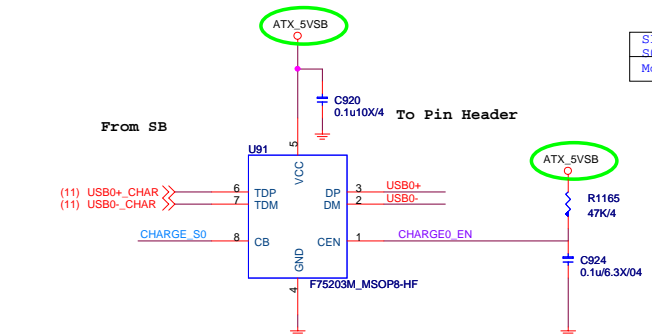 ATX_5VSB
C920
0.1u10X/4
To Pin Header
From SB
ATX_5VSB
U91
5
VCC
(11) USB0+_CHAR
6
TDP
DP
3
USB0+
(11) USB0-_CHAR
7
TDM
DM
2
USB0-
R1165
47K/4
CHARGE_S0
8
CB
CEN
1
CHARGE0_EN
GND
4
F75203M_MSOP8-HF
C924
0.1u/6.3X/04